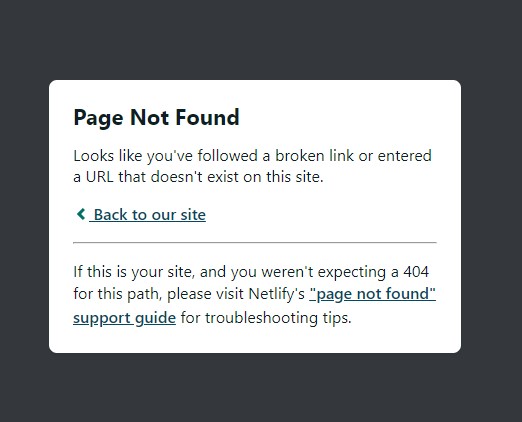 Page Not Found
Looks like you've followed a broken link or entered
a URL that doesn't exist on this site.
Back to our site
If this is your site, and you weren't expecting a 404
for this path, please visit Netlify's "page not found"
support guide for troubleshooting tips.